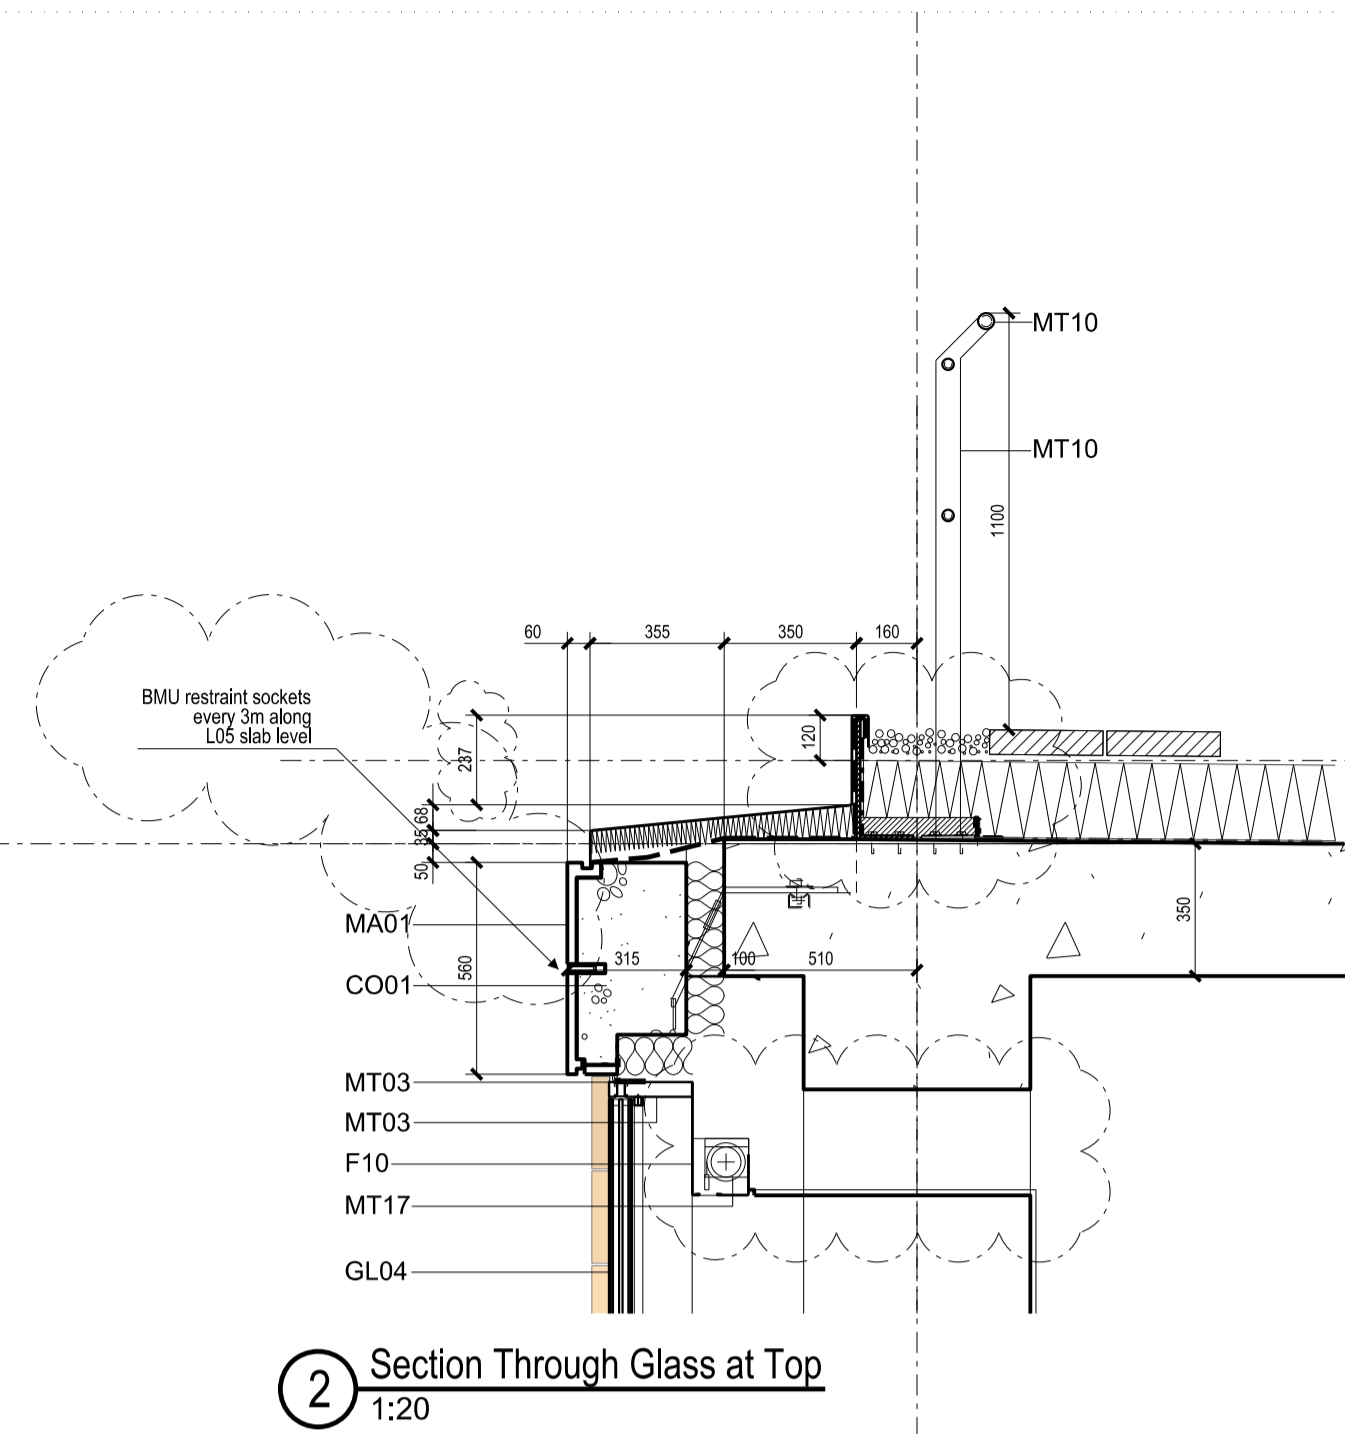 MT10
MT10
1100
60
355
350
160
BMU restraint sockets
every 3m along
L05 slab level
237
120
68
35
50
MA01
560
315
100
510
350
CO01
MT03
MT03
F10
MT17
GL04
2
Section Through Glass at Top
1:20